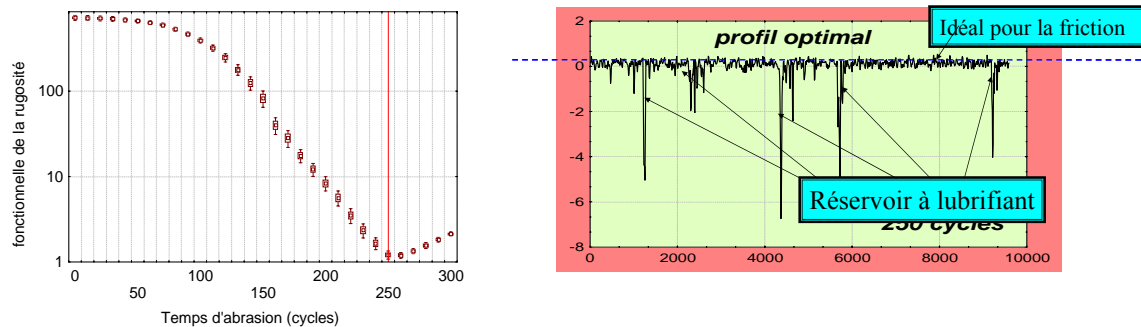 fonctionnelle de la rugosité
100
10
1
0 100 200 300
50 150 250
Temps d'abrasion (cycles)
2
0
-2
-4
-6
-8
0 2000 4000 6000 8000 10000
profil optimal
Idéal pour la friction
Réservoir à lubrifiant
250 cycles